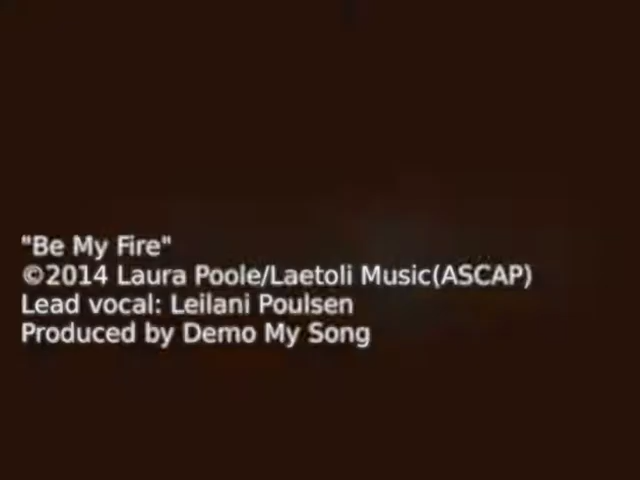 "Be My Fire"
©2014 Laura Poole/Laetoli Music(ASCAP)
Lead vocal: Leilani Poulsen
Produced by Demo My Song